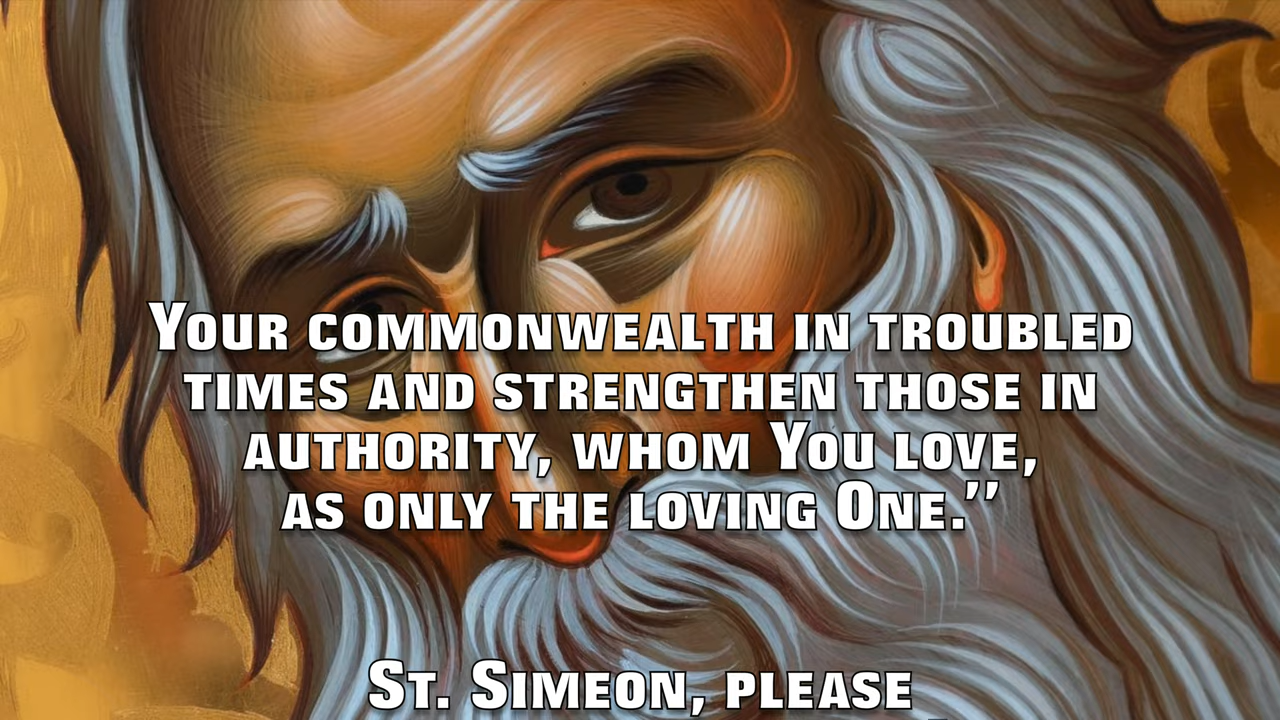 Your commonwealth in troubled
times and strengthen those in
authority, whom You love,
as only the loving One.’’
St. Simeon, please